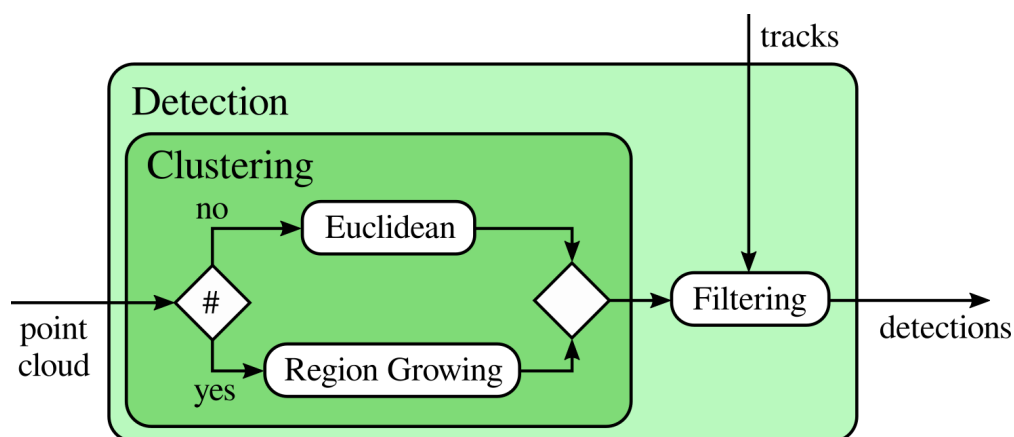 tracks
Detection
Clustering
no
Euclidean
#
Filtering
point
cloud
detections
Region Growing
yes